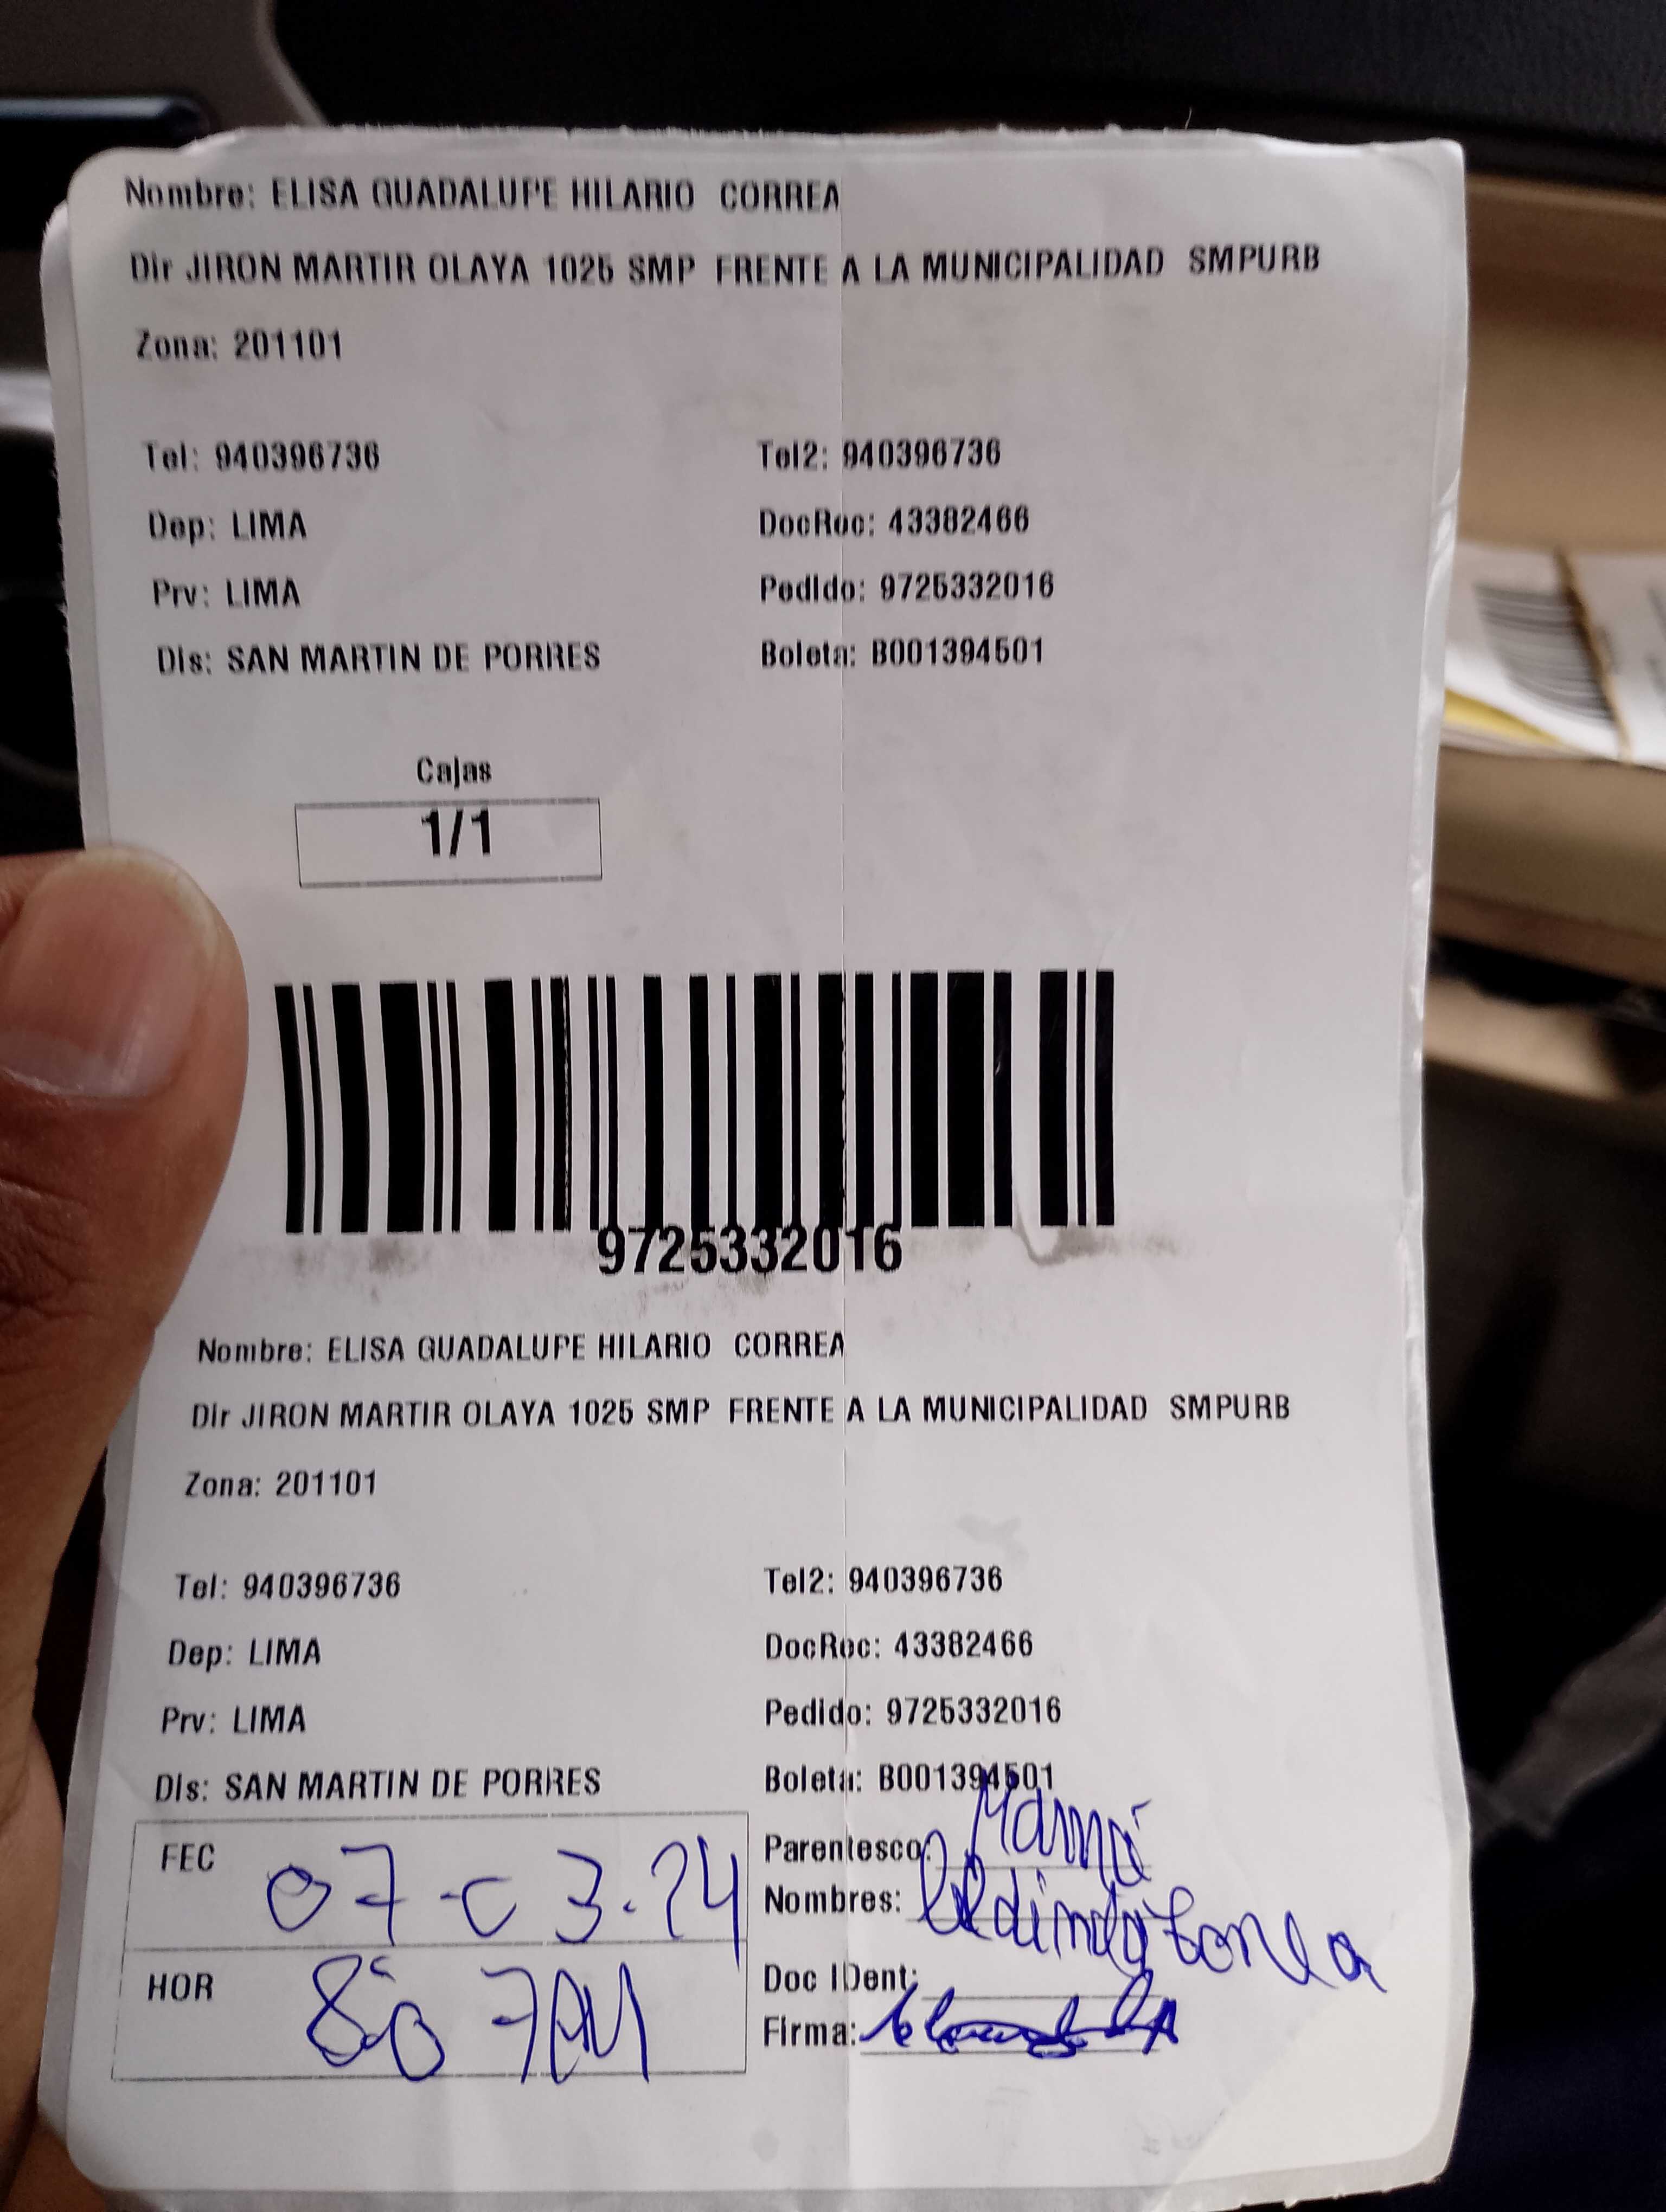 Nombre: ELISA GUADALUPE HILARIO CORREA
Dir JIRON MARTIR OLAYA 1025 SMP FRENTE A LA MUNICIPALIDAD SMPURB
Zona: 201101
Tel: 940396736 Tel2: 940396736
Dep: LIMA DocRec: 43382466
Prv: LIMA Pedido: 9725332016
Dis: SAN MARTIN DE PORRES Boleta: B001394501
Cajas
1/1
9725332016
Nombre: ELISA GUADALUPE HILARIO CORREA
Dir JIRON MARTIR OLAYA 1025 SMP FRENTE A LA MUNICIPALIDAD SMPURB
Zona: 201101
Tel: 940396736 Tel2: 940396736
Dep: LIMA DocRec: 43382466
Prv: LIMA Pedido: 9725332016
Dis: SAN MARTIN DE PORRES Boleta: B001394501
FEC 07-03-24 Parentesco: Mamá
Nombres:
HOR Doc IDent:
Firma: